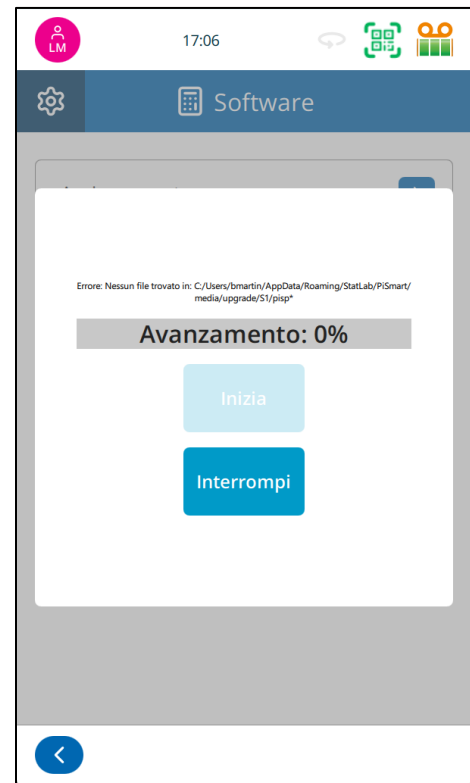 LM
17:06
Software
Errore: Nessun file trovato in: C:/Users/bmartin/AppData/Roaming/StatLab/PiSmart/
media/upgrade/S1/pisp*
Avanzamento: 0%
Inizia
Interrompi